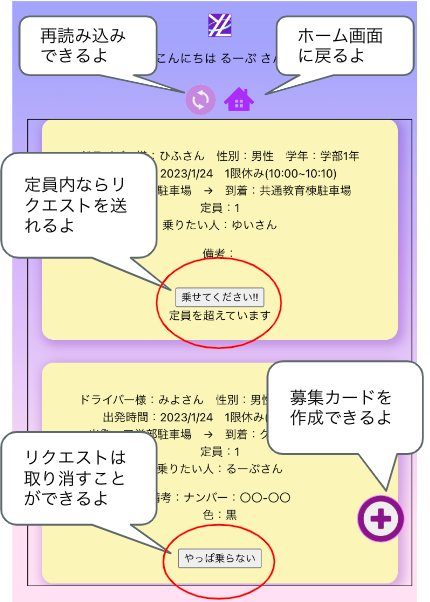 再読み込み
できるよ
ホーム画面
に戻るよ
こんにちは るーぷ さん
定員内ならリ
クエストを送
れるよ
：ひふさん　性別：男性　学年：学部1年
2023/1/24　1限休み(10:00~10:10)
駐車場　→　到着：共通教育棟駐車場
定員：1
乗りたい人：ゆいさん
備考：
乗せてください!!
定員を超えています
募集カードを
作成できるよ
ドライバー様：みよさん　性別：男性
出発時間：2023/1/24　1限休み
学部駐車場　→　到着：
定員：1
乗りたい人：るーぷさん
備考：ナンバー：〇〇-〇〇
色：黒
リクエストは
取り消すこと
ができるよ
やっぱ乗らない